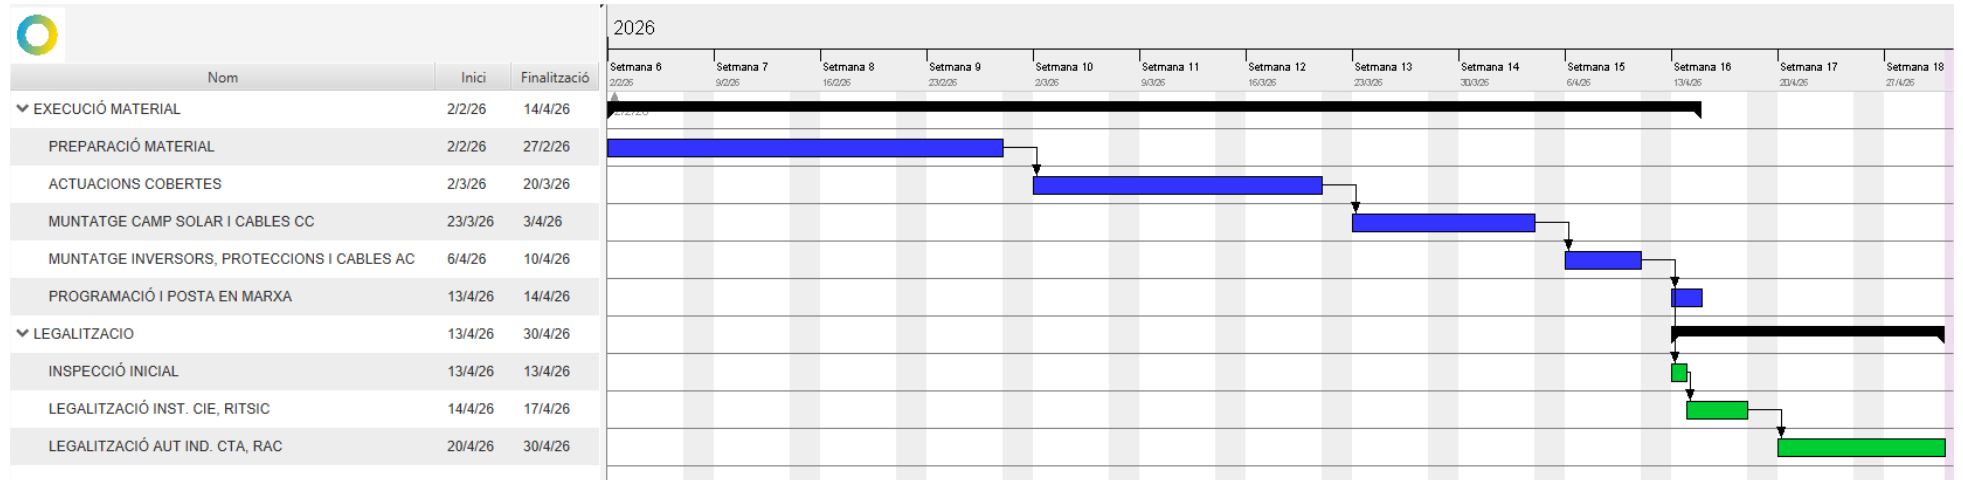 2026
Setmana 6 Setmana 7 Setmana 8 Setmana 9 Setmana 10 Setmana 11 Setmana 12 Setmana 13 Setmana 14 Setmana 15 Setmana 16 Setmana 17 Setmana 18
Nom Inici Finalització
2/2/26 9/2/26 16/2/26 23/2/26 2/3/26 9/3/26 16/3/26 23/3/26 30/3/26 6/4/26 13/4/26 20/4/26 27/4/26
EXECUCIÓ MATERIAL 2/2/26 14/4/26
2/2/26
PREPARACIÓ MATERIAL 2/2/26 27/2/26
ACTUACIONS COBERTES 2/3/26 20/3/26
MUNTATGE CAMP SOLAR I CABLES CC 23/3/26 3/4/26
MUNTATGE INVERSORS, PROTECCIONS I CABLES AC 6/4/26 10/4/26
PROGRAMACIÓ I POSTA EN MARXA 13/4/26 14/4/26
LEGALITZACIO 13/4/26 30/4/26
INSPECCIÓ INICIAL 13/4/26 13/4/26
LEGALITZACIÓ INST. CIE, RITSIC 14/4/26 17/4/26
LEGALITZACIÓ AUT IND. CTA, RAC 20/4/26 30/4/26